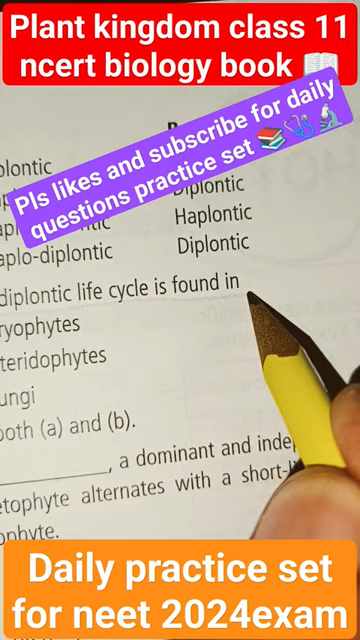 Plant kingdom class 11
ncert biology book 📖
Pls likes and subscribe for daily
questions practice set 📚🩺🔬
plontic
Diplontic
Haplontic
aplo-diplontic
Diplontic
diplontic life cycle is found in
ryophytes
teridophytes
ungi
both (a) and (b).
, a dominant and inde
etophyte alternates with a short-l
ophyte.
Daily practice set
for neet 2024exam